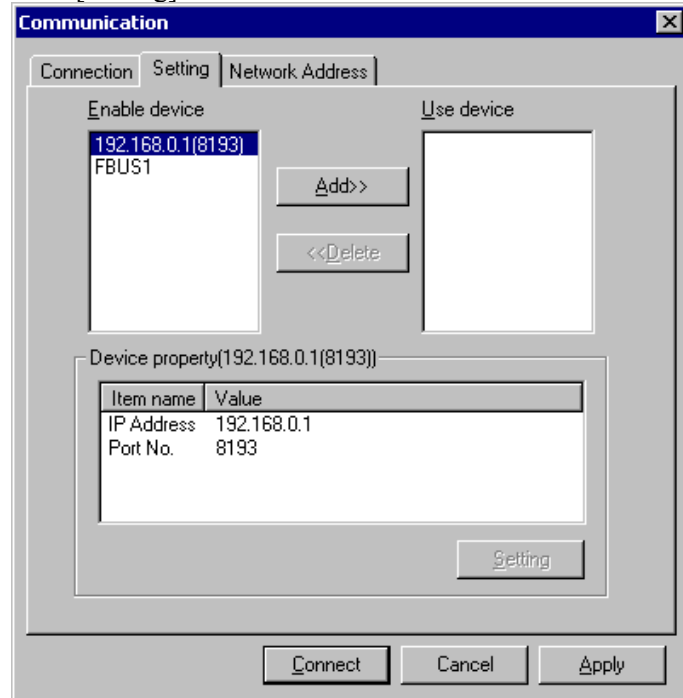 Communication
Connection Setting Network Address
Enable device Use device
192.168.0.1(8193)
FBUS1
Add>>
<<Delete
Device property(192.168.0.1(8193))
Item name Value
IP Address 192.168.0.1
Port No. 8193
Setting
Connect Cancel Apply